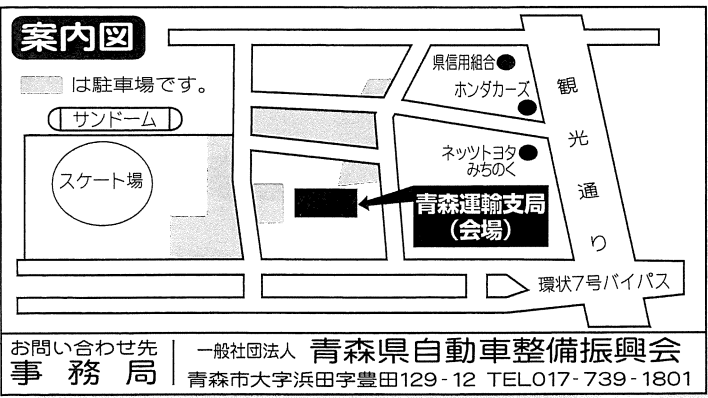 案内図
は駐車場です。
サンドーム
スケート場
県信用組合
ホンダカーズ
ネッツトヨタ
みちのく
青森運輸支局
(会場)
観光通り
環状7号バイパス
お問い合わせ先
事務局
一般社団法人 青森県自動車整備振興会
青森市大字浜田字豊田129-12 TEL017-739-1801